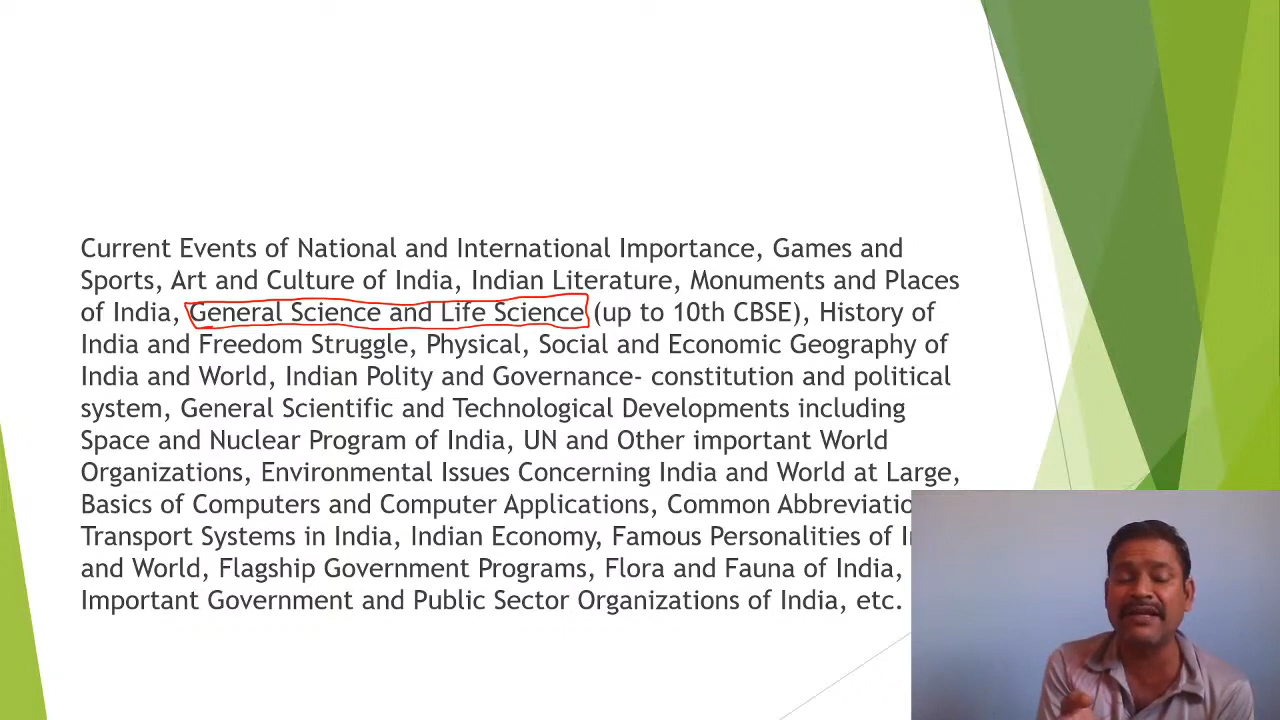 Current Events of National and International Importance, Games and
Sports, Art and Culture of India, Indian Literature, Monuments and Places
of India, General Science and Life Science (up to 10th CBSE), History of
India and Freedom Struggle, Physical, Social and Economic Geography of
India and World, Indian Polity and Governance- constitution and political
system, General Scientific and Technological Developments including
Space and Nuclear Program of India, UN and Other important World
Organizations, Environmental Issues Concerning India and World at Large,
Basics of Computers and Computer Applications, Common
Transport Systems in India, Indian Economy, Famous Personalities of
and World, Flagship Government Programs, Flora and Fauna of India,
Important Government and Public Sector Organizations of India, etc.